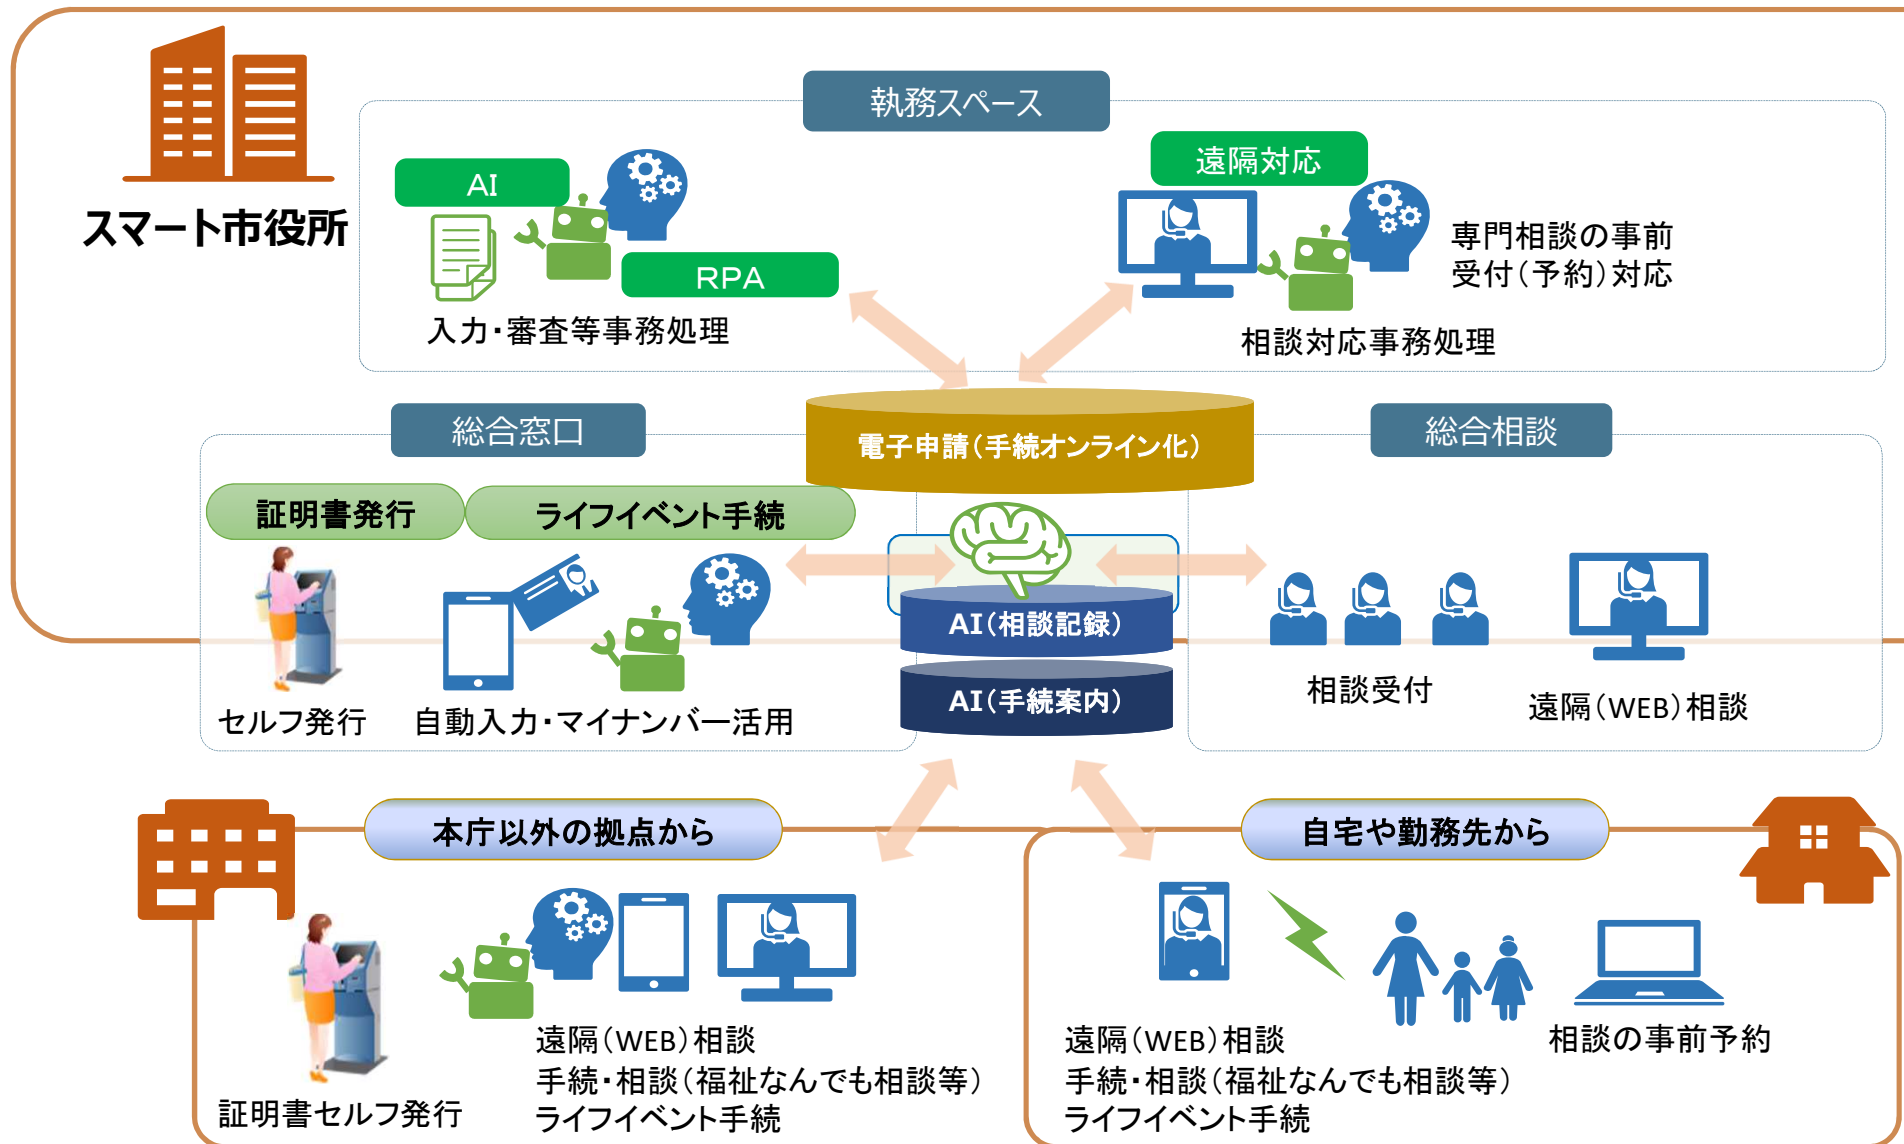 スマート市役所
執務スペース
AI
RPA
入力・審査等事務処理
遠隔対応
専門相談の事前
受付（予約）対応
相談対応事務処理
総合窓口
証明書発行
ライフイベント手続
セルフ発行
自動入力・マイナンバー活用
電子申請（手続オンライン化）
AI（相談記録）
AI（手続案内）
総合相談
相談受付
遠隔（WEB）相談
本庁以外の拠点から
証明書セルフ発行
遠隔（WEB）相談
手続・相談（福祉なんでも相談等）
ライフイベント手続
自宅や勤務先から
遠隔（WEB）相談
手続・相談（福祉なんでも相談等）
ライフイベント手続
相談の事前予約